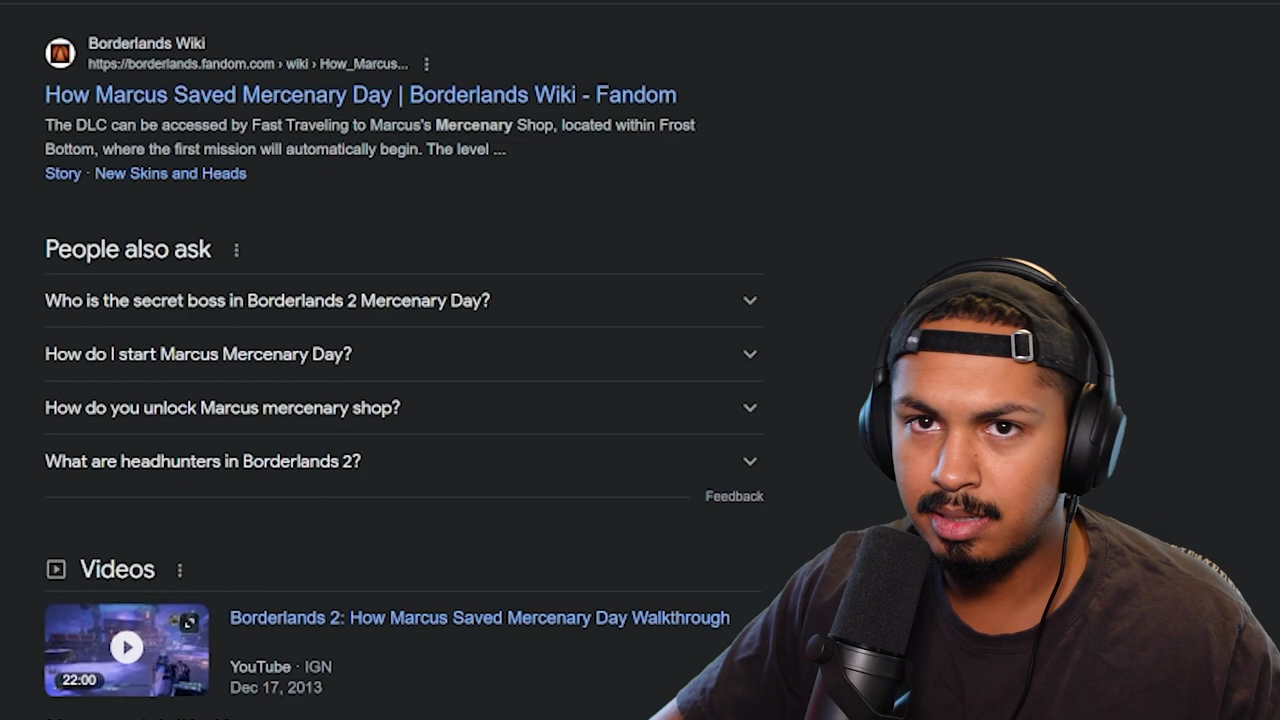 Borderlands Wiki
https://borderlands.fandom.com › wiki › How_Marcus...
How Marcus Saved Mercenary Day | Borderlands Wiki - Fandom
The DLC can be accessed by Fast Traveling to Marcus's Mercenary Shop, located within Frost
Bottom, where the first mission will automatically begin. The level ...
Story · New Skins and Heads
People also ask
Who is the secret boss in Borderlands 2 Mercenary Day?
How do I start Marcus Mercenary Day?
How do you unlock Marcus mercenary shop?
What are headhunters in Borderlands 2?
Feedback
Videos
Borderlands 2: How Marcus Saved Mercenary Day Walkthrough
22:00
YouTube · IGN
Dec 17, 2013